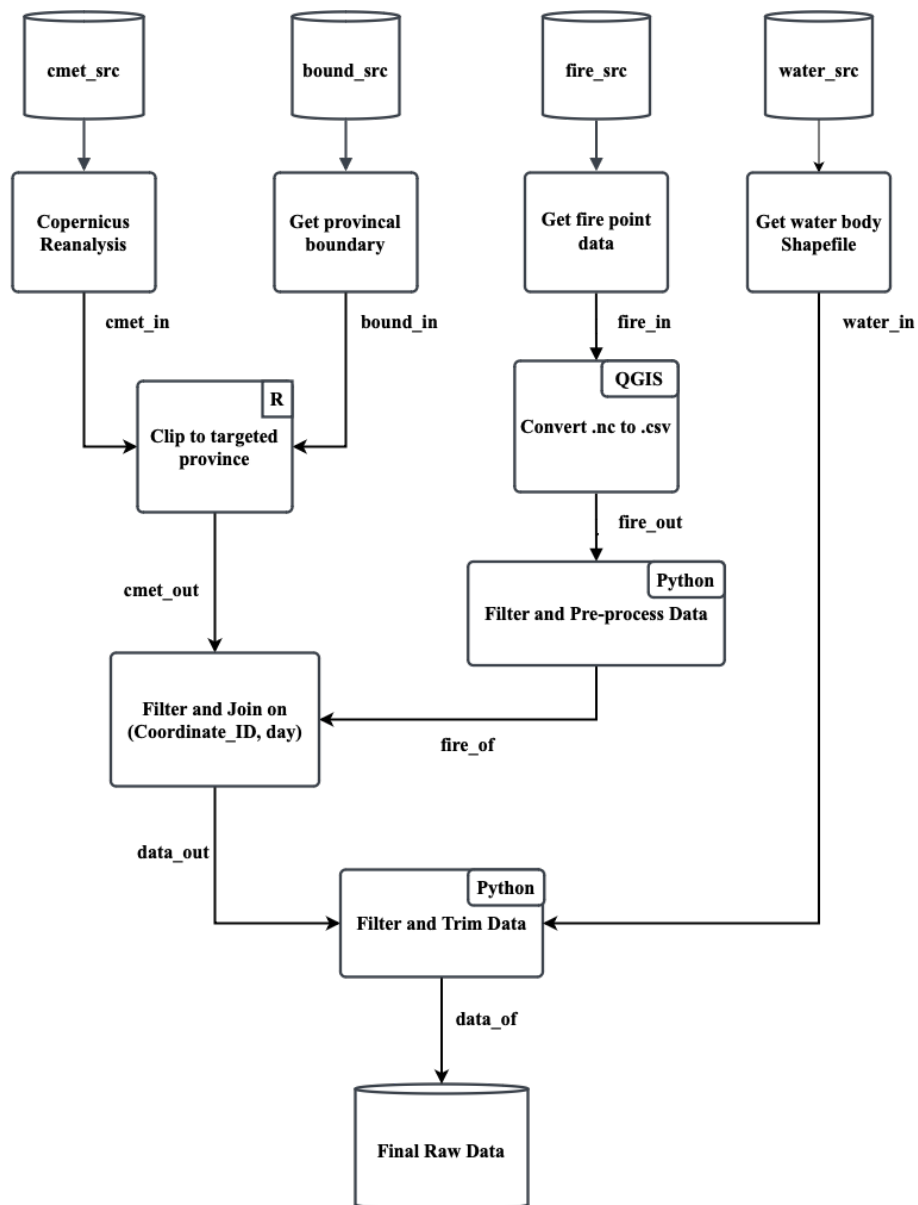 cmet_src
bound_src
fire_src
water_src
Copernicus
Reanalysis
Get provincal
boundary
Get fire point
data
Get water body
Shapefile
cmet_in
bound_in
fire_in
water_in
R
Clip to targeted
province
QGIS
Convert .nc to .csv
fire_out
cmet_out
Python
Filter and Pre-process Data
Filter and Join on
(Coordinate_ID, day)
fire_of
data_out
Python
Filter and Trim Data
data_of
Final Raw Data